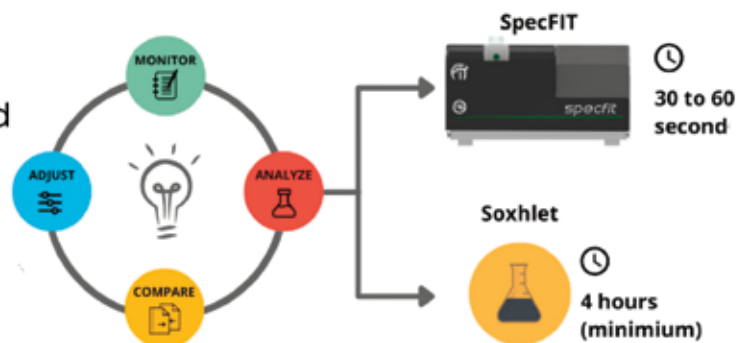 d
MONITOR
ADJUST
ANALYZE
COMPARE
SpecFIT
specfit
30 to 60
second
Soxhlet
4 hours
(minimium)